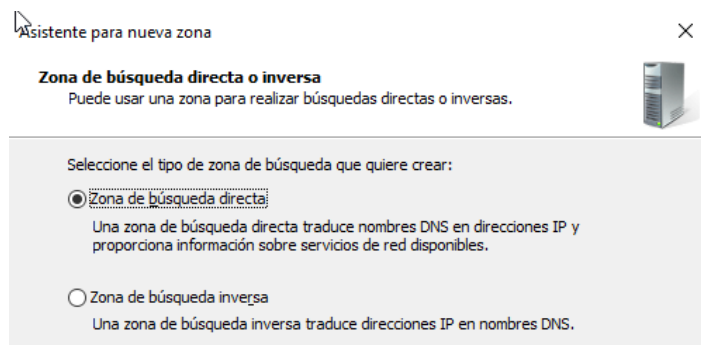 Asistente para nueva zona
Zona de búsqueda directa o inversa
Puede usar una zona para realizar búsquedas directas o inversas.
Seleccione el tipo de zona de búsqueda que quiere crear:
Zona de búsqueda directa
Una zona de búsqueda directa traduce nombres DNS en direcciones IP y
proporciona información sobre servicios de red disponibles.
Zona de búsqueda inversa
Una zona de búsqueda inversa traduce direcciones IP en nombres DNS.